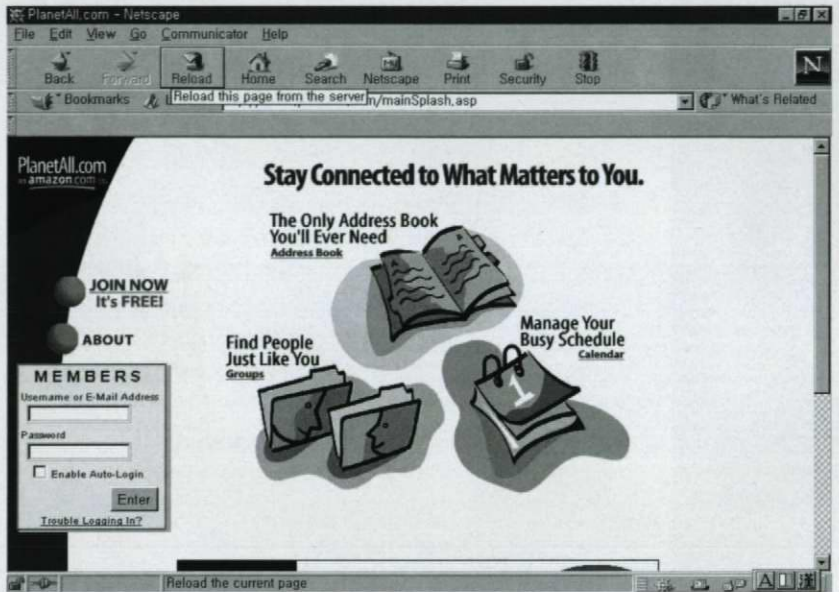 PlanetAll.com - Netscape
File Edit View Go Communicator Help
Back Forward Reload Home Search Netscape Print Security Stop
N
Bookmarks Reload this page from the server n/mainSplash.asp What's Related
PlanetAll.com
amazon.com
Stay Connected to What Matters to You.
The Only Address Book
You'll Ever Need
Address Book
JOIN NOW
It's FREE!
ABOUT
Find People
Just Like You
Groups
Manage Your
Busy Schedule
Calendar
1
MEMBERS
Username or E-Mail Address
Password
Enable Auto-Login
Enter
Trouble Logging In?
Reload the current page
A 漢